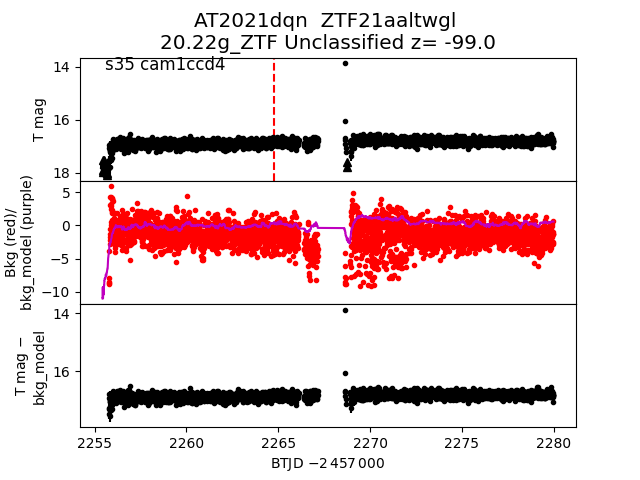 AT2021dqn  ZTF21aaltwgl
20.22g_ZTF Unclassified z= -99.0
s35 cam1ccd4
14
16
18
T mag
5
0
−5
−10
Bkg (red)/
bkg_model (purple)
14
16
T mag −
bkg_model
2255
2260
2265
2270
2275
2280
BTJD −2 457 000